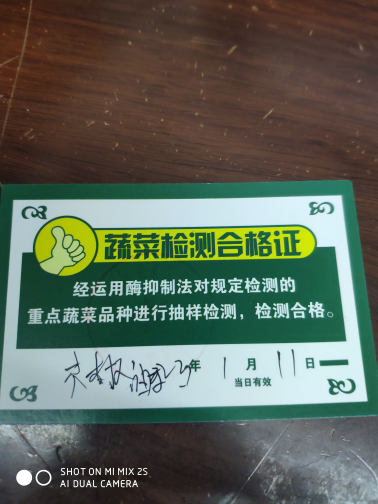 蔬菜检测合格证
经运用酶抑制法对规定检测的
重点蔬菜品种进行抽样检测，检测合格。
年 1 月 11 日
当日有效
SHOT ON MI MIX 2S
AI DUAL CAMERA